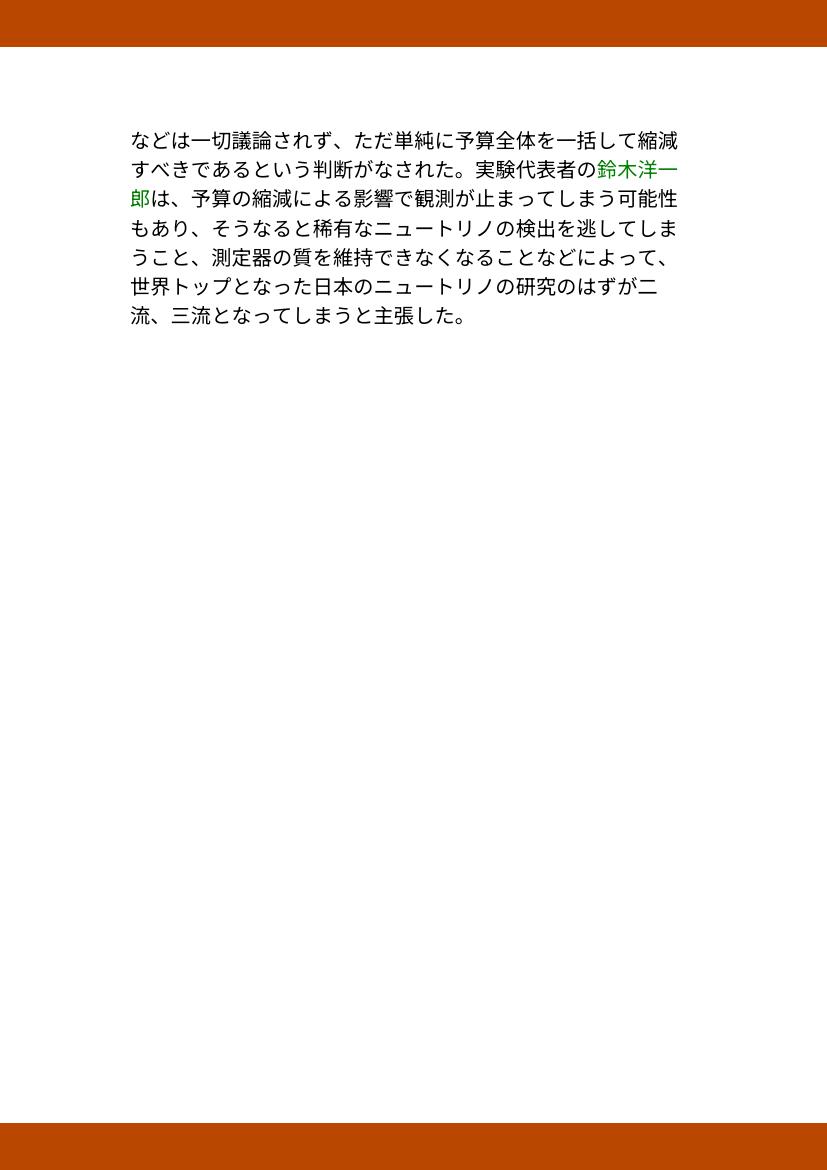 などは一切議論されず、ただ単純に予算全体を一括して縮減
すべきであるという判断がなされた。実験代表者の鈴木洋一
郎は、予算の縮減による影響で観測が止まってしまう可能性
もあり、そうなると稀有なニュートリノの検出を逃してしま
うこと、測定器の質を維持できなくなることなどによって、
世界トップとなった日本のニュートリノの研究のはずが二
流、三流となってしまうと主張した。